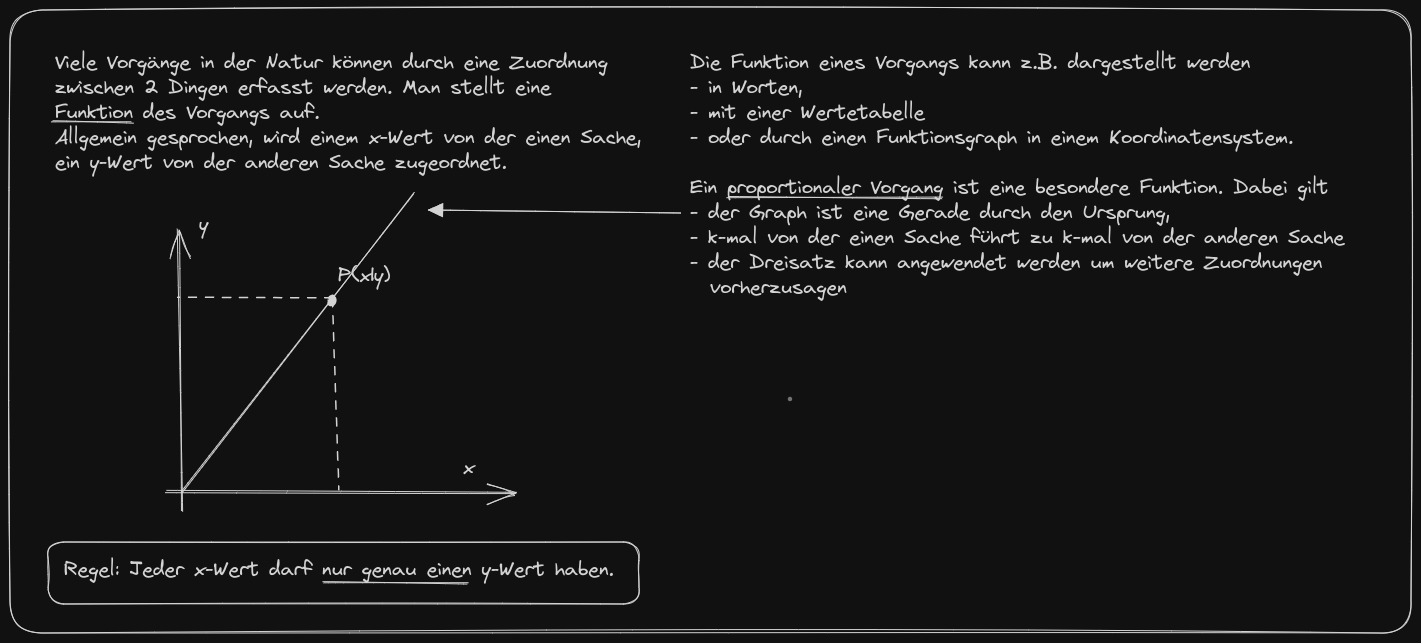 Viele Vorgänge in der Natur können durch eine Zuordnung
zwischen 2 Dingen erfasst werden. Man stellt eine
Funktion des Vorgangs auf.
Allgemein gesprochen, wird einem x-Wert von der einen Sache,
ein y-Wert von der anderen Sache zugeordnet.
y
P(x|y)
x
Regel: Jeder x-Wert darf nur genau einen y-Wert haben.
Die Funktion eines Vorgangs kann z.B. dargestellt werden
- in Worten,
- mit einer Wertetabelle
- oder durch einen Funktionsgraph in einem Koordinatensystem.
Ein proportionaler Vorgang ist eine besondere Funktion. Dabei gilt
- der Graph ist eine Gerade durch den Ursprung,
- k-mal von der einen Sache führt zu k-mal von der anderen Sache
- der Dreisatz kann angewendet werden um weitere Zuordnungen
vorherzusagen